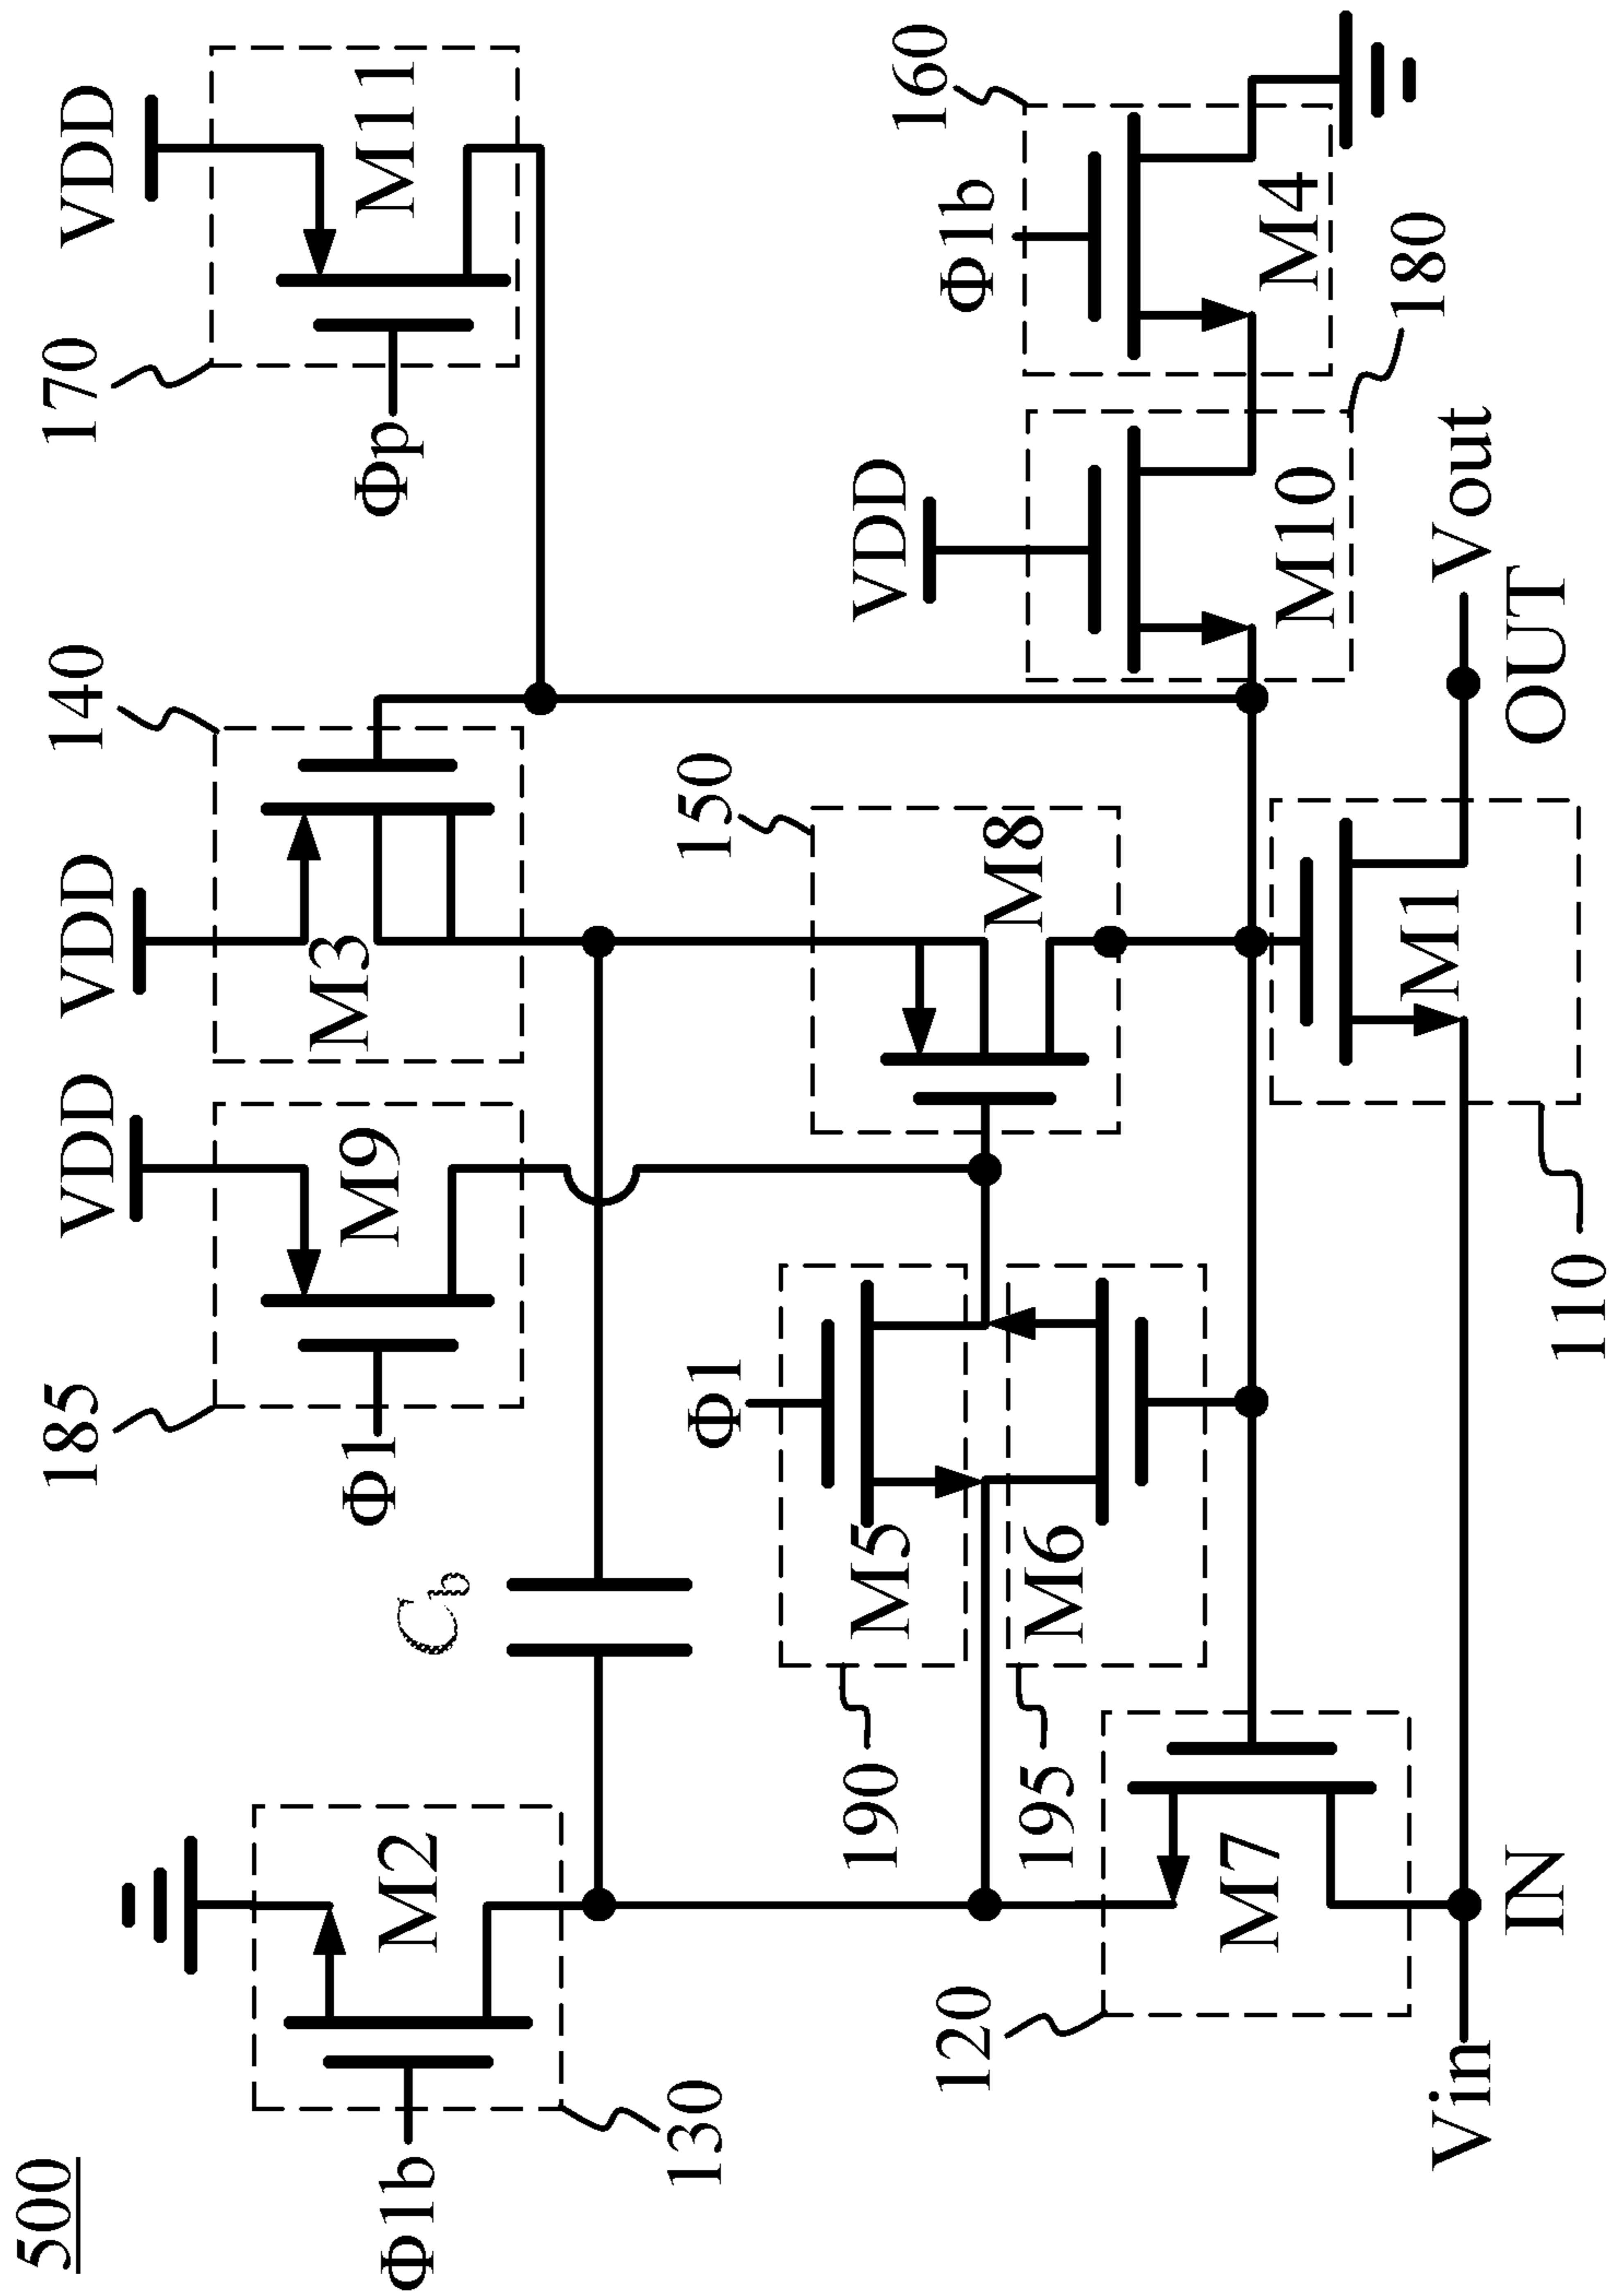 500
Φ1b
M2
130
Cb
185
Φ1
VDD
M9
VDD
M3
140
170
Φp
VDD
M11
190
M5
Φ1
195
M6
150
M8
VDD
M10
180
Φ1b
M4
160
120
M7
Vin
IN
110
M1
OUT
Vout